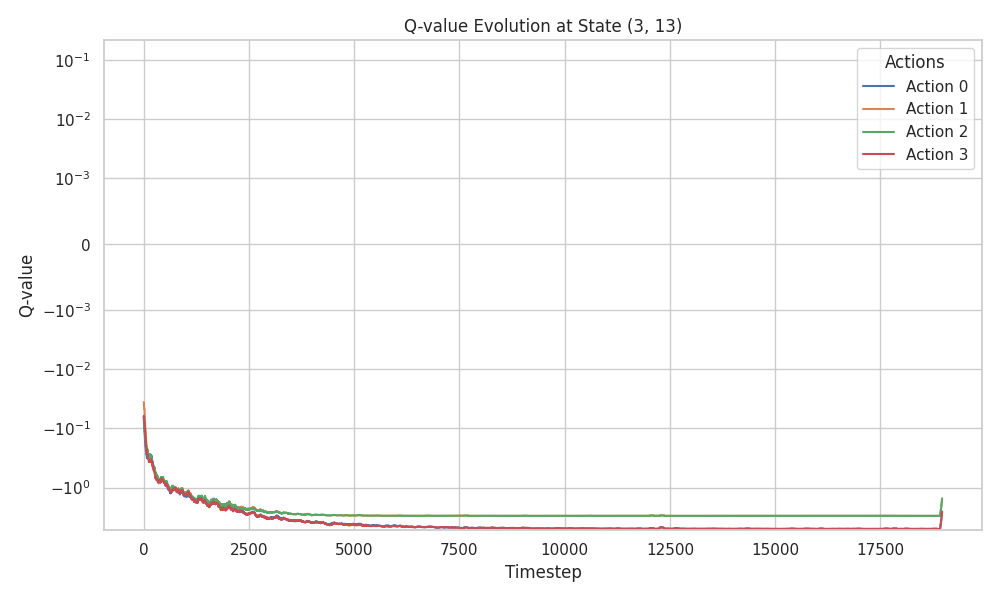 Q-value Evolution at State (3, 13)
Q-value
10⁻¹
10⁻²
10⁻³
0
−10⁻³
−10⁻²
−10⁻¹
−10⁰
Actions
Action 0
Action 1
Action 2
Action 3
0 2500 5000 7500 10000 12500 15000 17500
Timestep